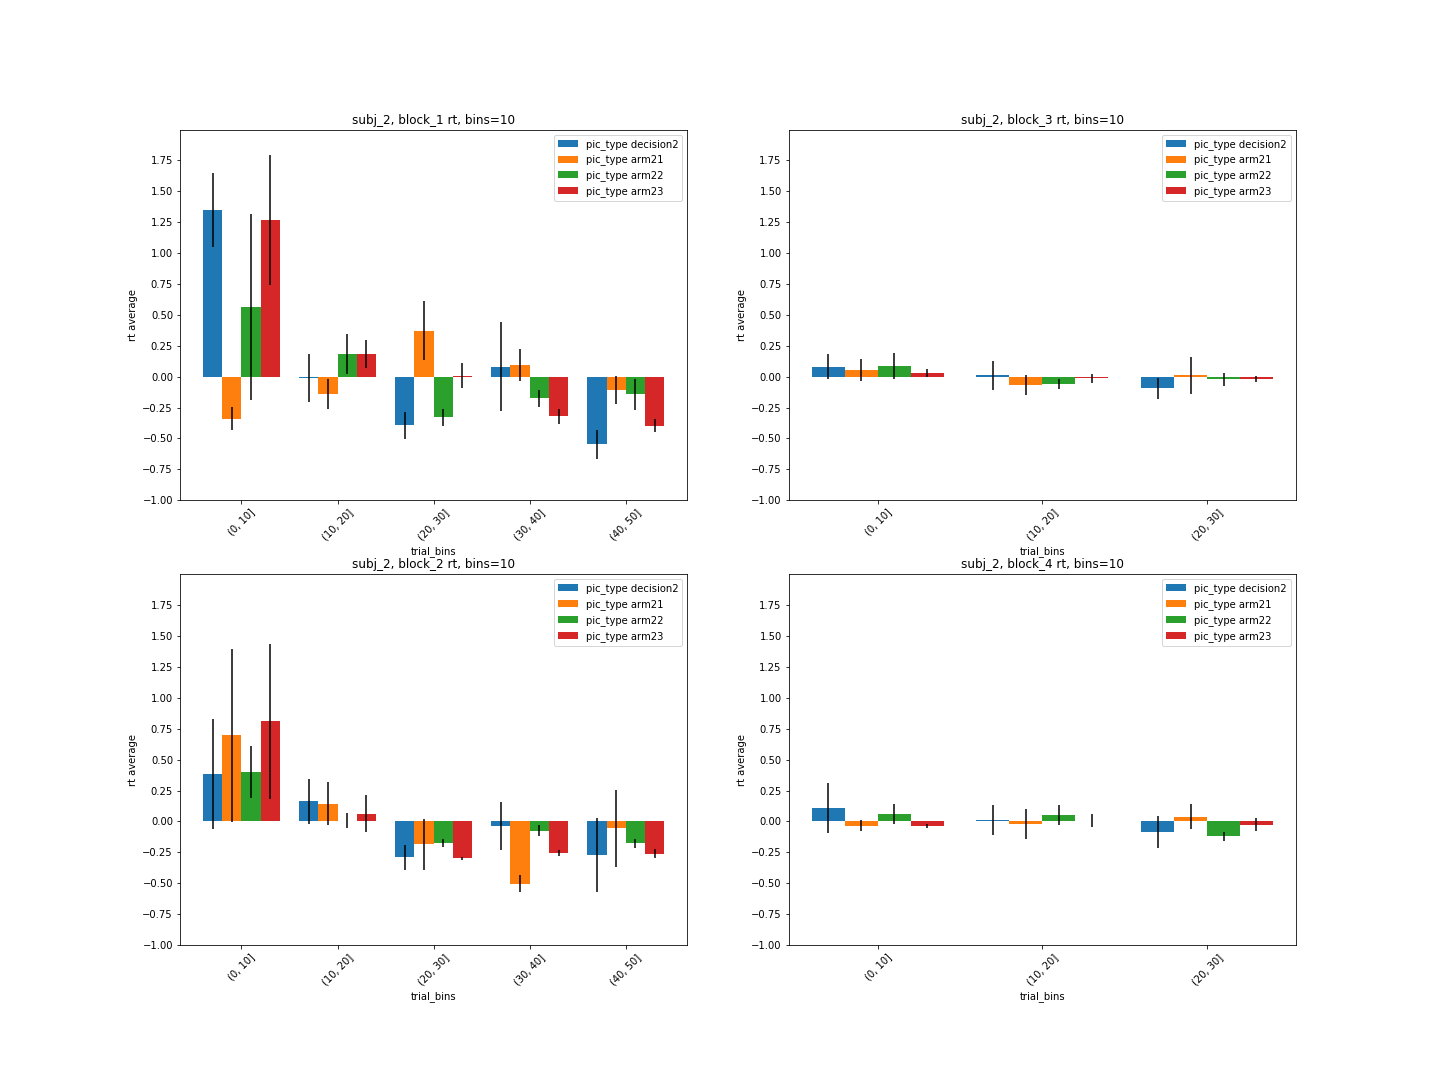 subj_2, block_1 rt, bins=10
pic_type decision2
pic_type arm21
pic_type arm22
pic_type arm23
1.75
1.50
1.25
1.00
0.75
0.50
0.25
0.00
−0.25
−0.50
−0.75
−1.00
rt average
(0, 10]
(10, 20]
(20, 30]
(30, 40]
(40, 50]
trial_bins
subj_2, block_3 rt, bins=10
pic_type decision2
pic_type arm21
pic_type arm22
pic_type arm23
1.75
1.50
1.25
1.00
0.75
0.50
0.25
0.00
−0.25
−0.50
−0.75
−1.00
rt average
(0, 10]
(10, 20]
(20, 30]
trial_bins
subj_2, block_2 rt, bins=10
pic_type decision2
pic_type arm21
pic_type arm22
pic_type arm23
1.75
1.50
1.25
1.00
0.75
0.50
0.25
0.00
−0.25
−0.50
−0.75
−1.00
rt average
(0, 10]
(10, 20]
(20, 30]
(30, 40]
(40, 50]
trial_bins
subj_2, block_4 rt, bins=10
pic_type decision2
pic_type arm21
pic_type arm22
pic_type arm23
1.75
1.50
1.25
1.00
0.75
0.50
0.25
0.00
−0.25
−0.50
−0.75
−1.00
rt average
(0, 10]
(10, 20]
(20, 30]
trial_bins